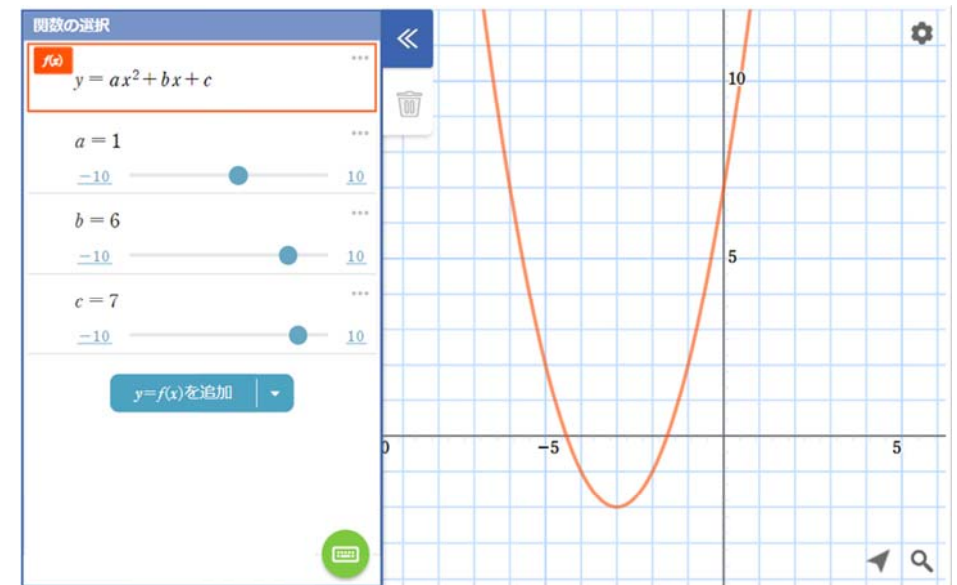 関数の選択
f(x)
y = ax²+bx+c
a = 1
−10 10
b = 6
−10 10
c = 7
−10 10
y=f(x)を追加
10
5
0 −5 5